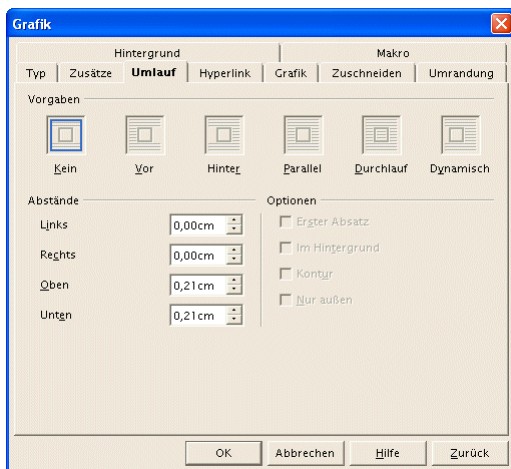 Grafik
Hintergrund Makro
Typ Zusätze Umlauf Hyperlink Grafik Zuschneiden Umrandung
Vorgaben
Kein Vor Hinter Parallel Durchlauf Dynamisch
Abstände Optionen
Links 0,00cm Erster Absatz
Rechts 0,00cm Im Hintergrund
Oben 0,21cm Kontur
Unten 0,21cm Nur außen
OK Abbrechen Hilfe Zurück